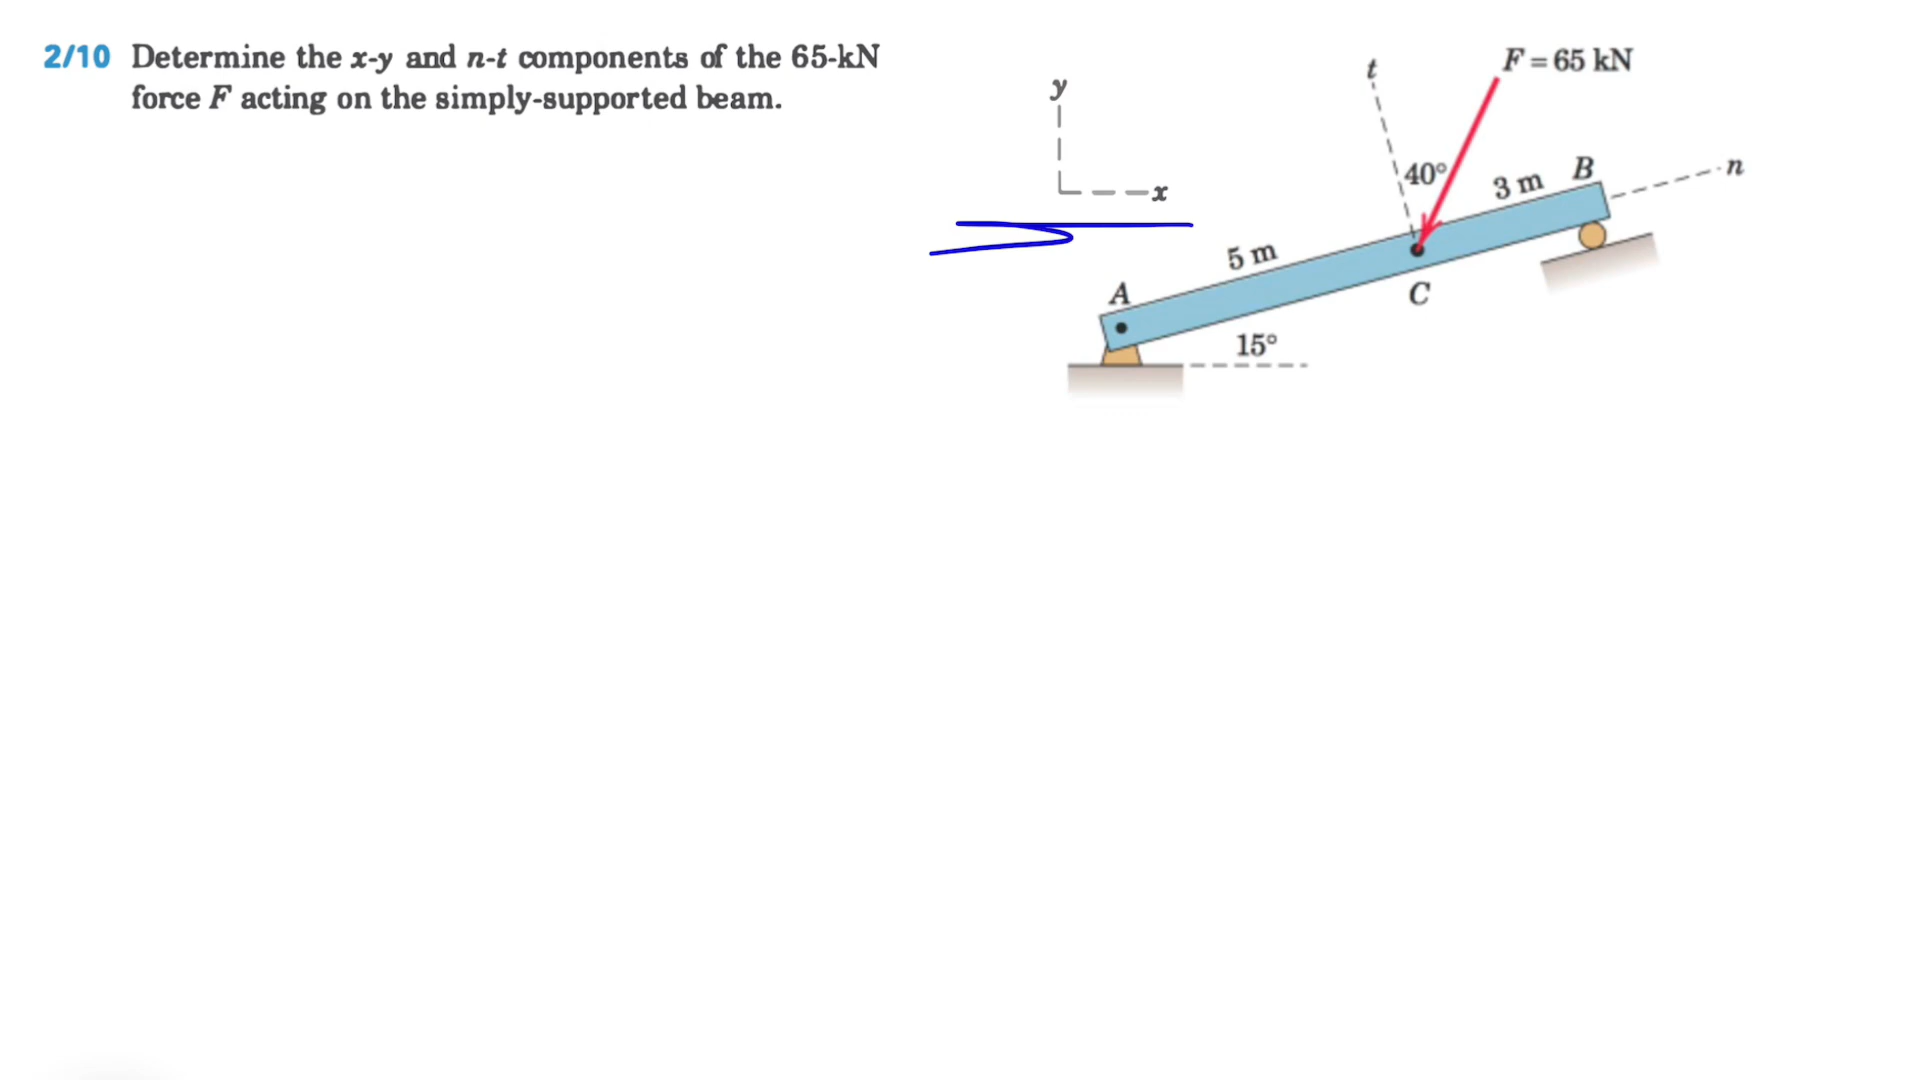 2/10 Determine the x-y and n-t components of the 65-kN
force F acting on the simply-supported beam.
y
x
t
F = 65 kN
40°
3 m
B
n
5 m
A
C
15°